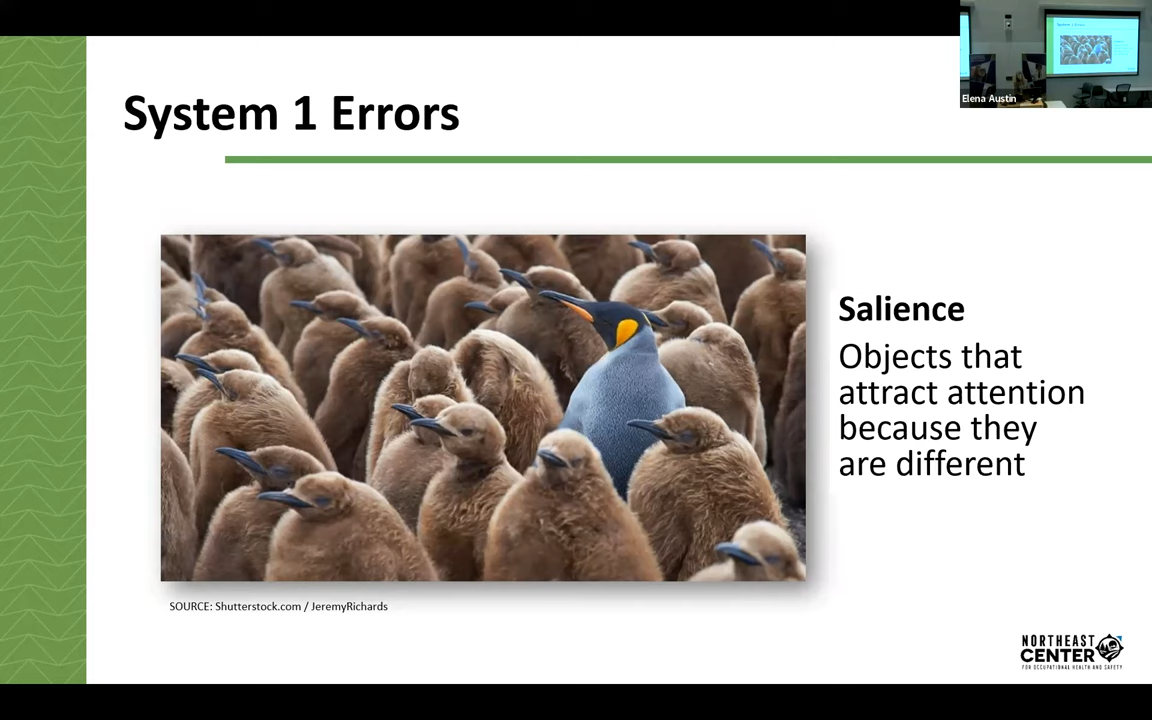 System 1 Errors
Elena Austin
Salience
Objects that
attract attention
because they
are different
SOURCE: Shutterstock.com / JeremyRichards
NORTHEAST
CENTER
FOR OCCUPATIONAL HEALTH AND SAFETY